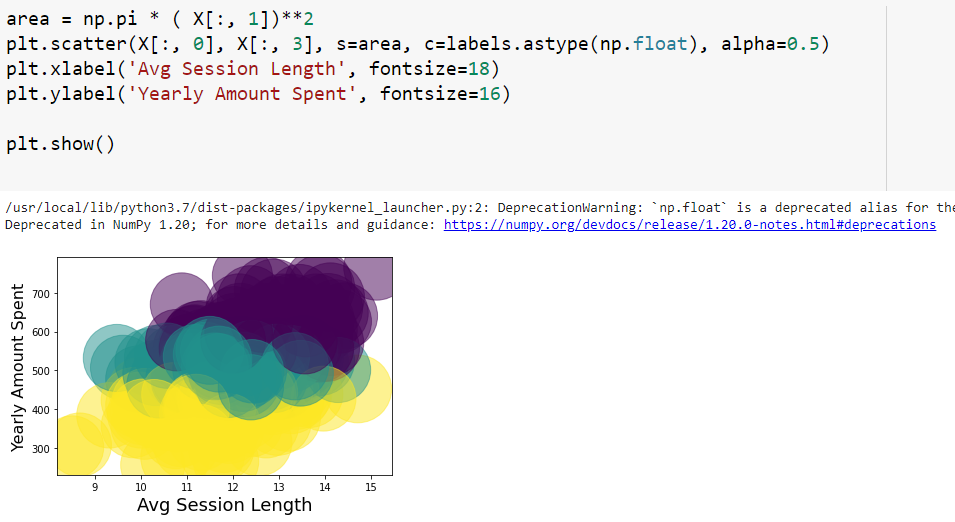 area = np.pi * ( X[:, 1])**2
plt.scatter(X[:, 0], X[:, 3], s=area, c=labels.astype(np.float), alpha=0.5)
plt.xlabel('Avg Session Length', fontsize=18)
plt.ylabel('Yearly Amount Spent', fontsize=16)
plt.show()
/usr/local/lib/python3.7/dist-packages/ipykernel_launcher.py:2: DeprecationWarning: `np.float` is a deprecated alias for the
Deprecated in NumPy 1.20; for more details and guidance: https://numpy.org/devdocs/release/1.20.0-notes.html#deprecations
Yearly Amount Spent
700
600
500
400
300
9 10 11 12 13 14 15
Avg Session Length